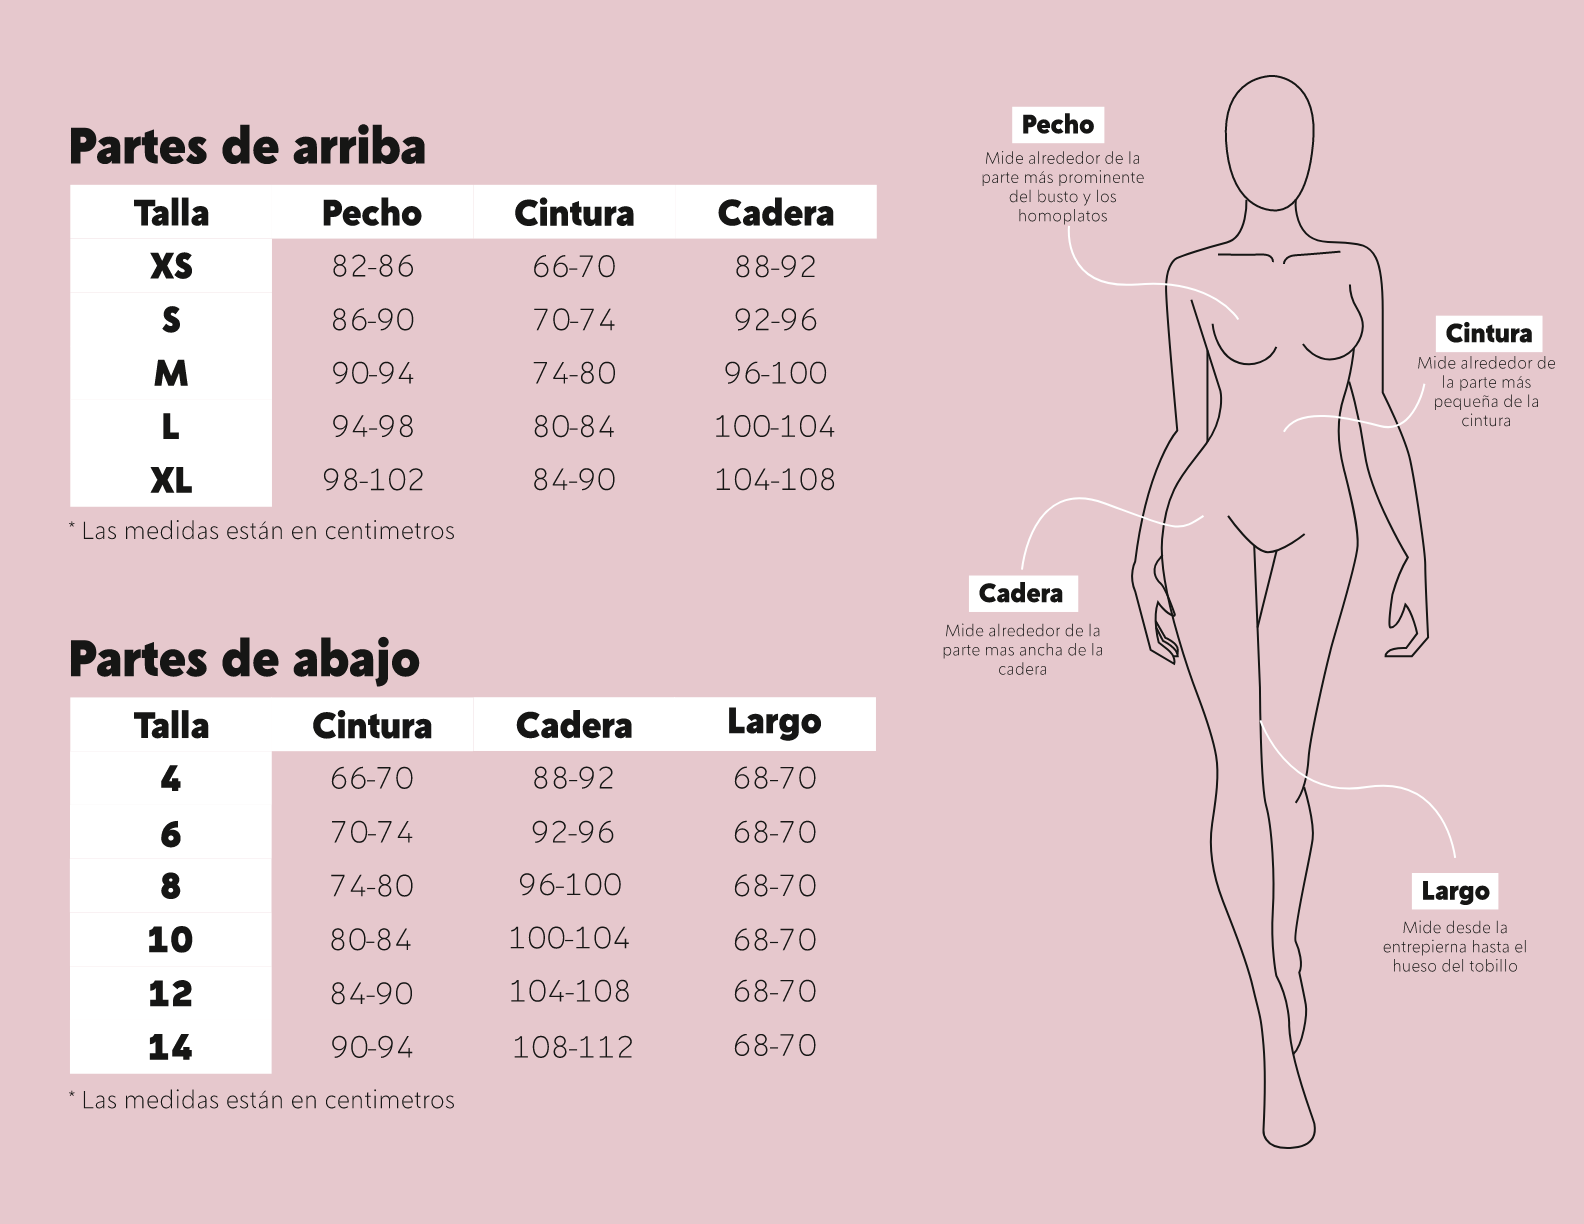 Partes de arriba
Talla Pecho Cintura Cadera
XS 82-86 66-70 88-92
S 86-90 70-74 92-96
M 90-94 74-80 96-100
L 94-98 80-84 100-104
XL 98-102 84-90 104-108
* Las medidas están en centimetros
Partes de abajo
Talla Cintura Cadera Largo
4 66-70 88-92 68-70
6 70-74 92-96 68-70
8 74-80 96-100 68-70
10 80-84 100-104 68-70
12 84-90 104-108 68-70
14 90-94 108-112 68-70
* Las medidas están en centimetros
Pecho
Mide alrededor de la
parte más prominente
del busto y los
homoplatos
Cintura
Mide alrededor de
la parte más
pequeña de la
cintura
Cadera
Mide alrededor de la
parte mas ancha de la
cadera
Largo
Mide desde la
entrepierna hasta el
hueso del tobillo